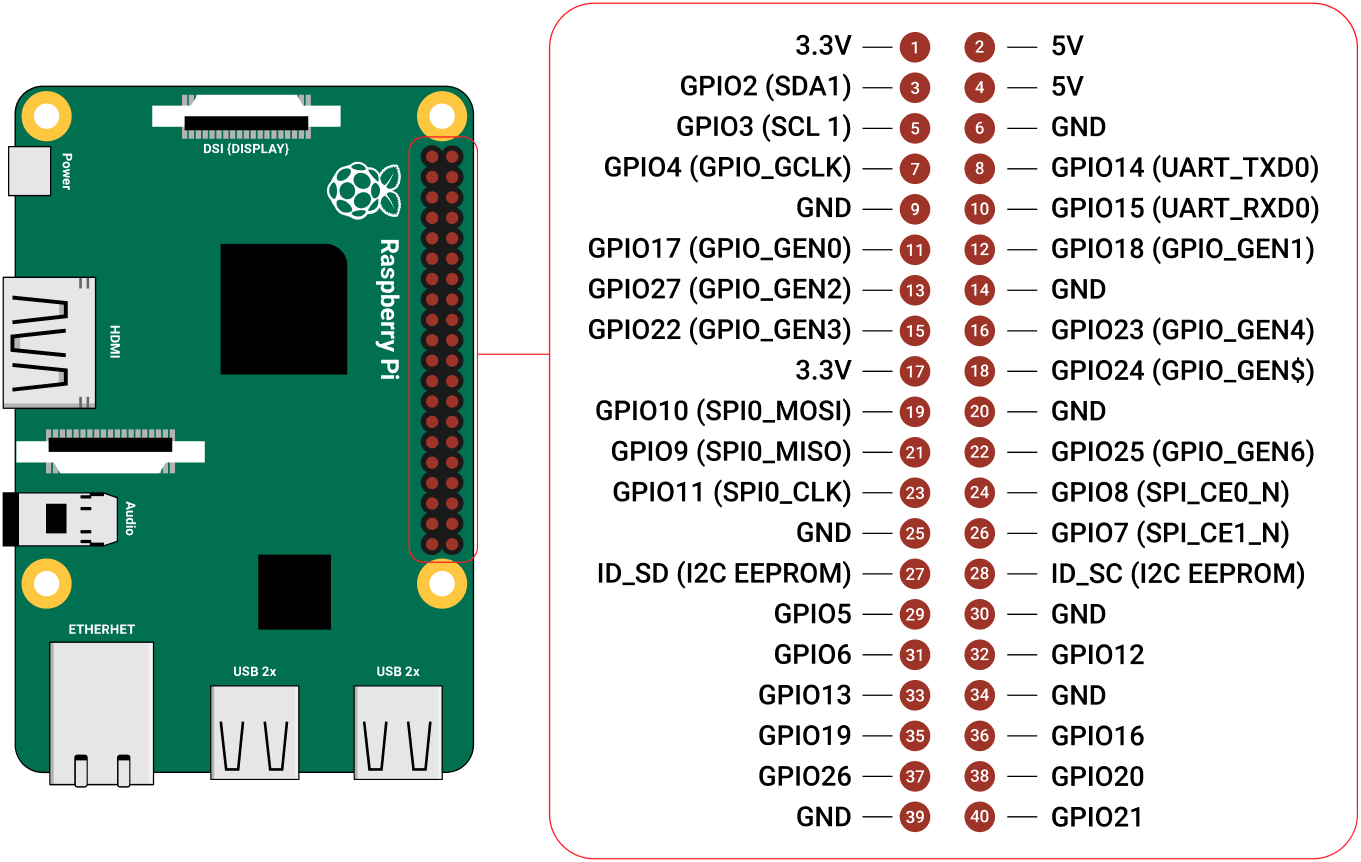 DSI {DISPLAY}
Power
Raspberry Pi
HDMI
Audio
ETHERHET
USB 2x
USB 2x
3.3V 1 2 5V
GPIO2 (SDA1) 3 4 5V
GPIO3 (SCL 1) 5 6 GND
GPIO4 (GPIO_GCLK) 7 8 GPIO14 (UART_TXD0)
GND 9 10 GPIO15 (UART_RXD0)
GPIO17 (GPIO_GEN0) 11 12 GPIO18 (GPIO_GEN1)
GPIO27 (GPIO_GEN2) 13 14 GND
GPIO22 (GPIO_GEN3) 15 16 GPIO23 (GPIO_GEN4)
3.3V 17 18 GPIO24 (GPIO_GEN$)
GPIO10 (SPI0_MOSI) 19 20 GND
GPIO9 (SPI0_MISO) 21 22 GPIO25 (GPIO_GEN6)
GPIO11 (SPI0_CLK) 23 24 GPIO8 (SPI_CE0_N)
GND 25 26 GPIO7 (SPI_CE1_N)
ID_SD (I2C EEPROM) 27 28 ID_SC (I2C EEPROM)
GPIO5 29 30 GND
GPIO6 31 32 GPIO12
GPIO13 33 34 GND
GPIO19 35 36 GPIO16
GPIO26 37 38 GPIO20
GND 39 40 GPIO21